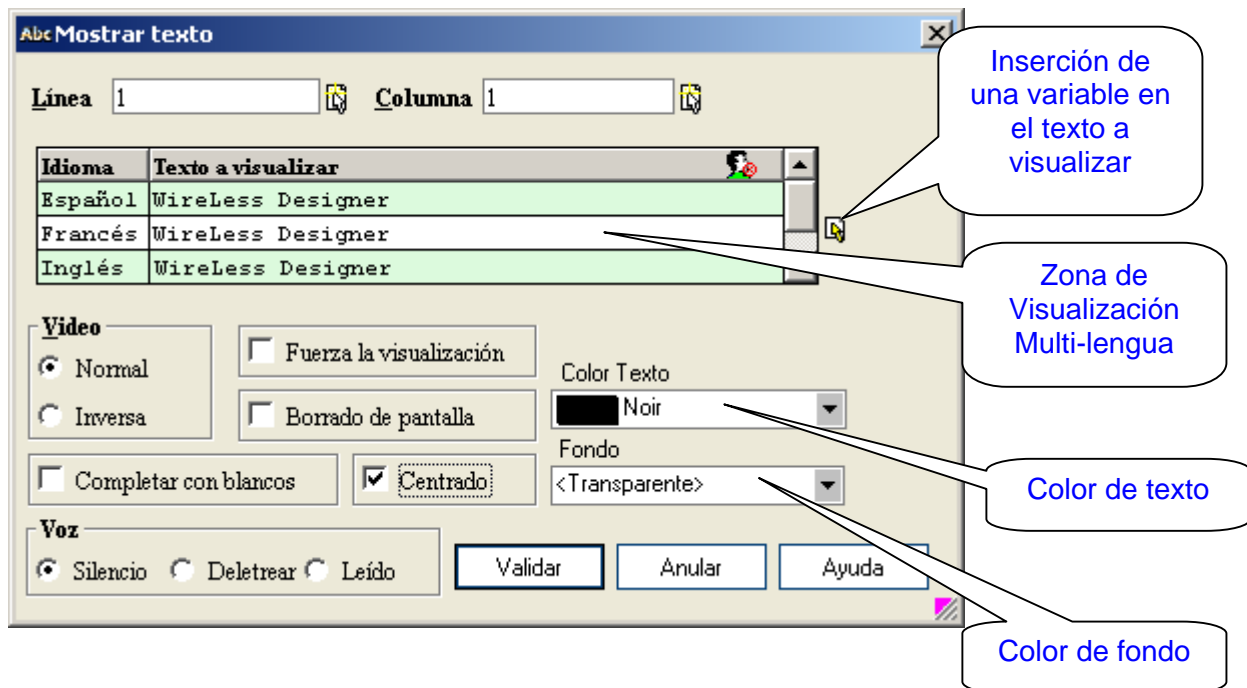 Abc Mostrar texto
Inserción de
una variable en
el texto a
visualizar
Línea 1 Columna 1
Idioma Texto a visualizar
Español WireLess Designer
Francés WireLess Designer
Inglés WireLess Designer
Zona de
Visualización
Multi-lengua
Video
Normal
Inversa
Fuerza la visualización
Borrado de pantalla
Color Texto
Noir
Fondo
<Transparente>
Completar con blancos
Centrado
Color de texto
Voz
Silencio Deletrear Leído
Validar Anular Ayuda
Color de fondo